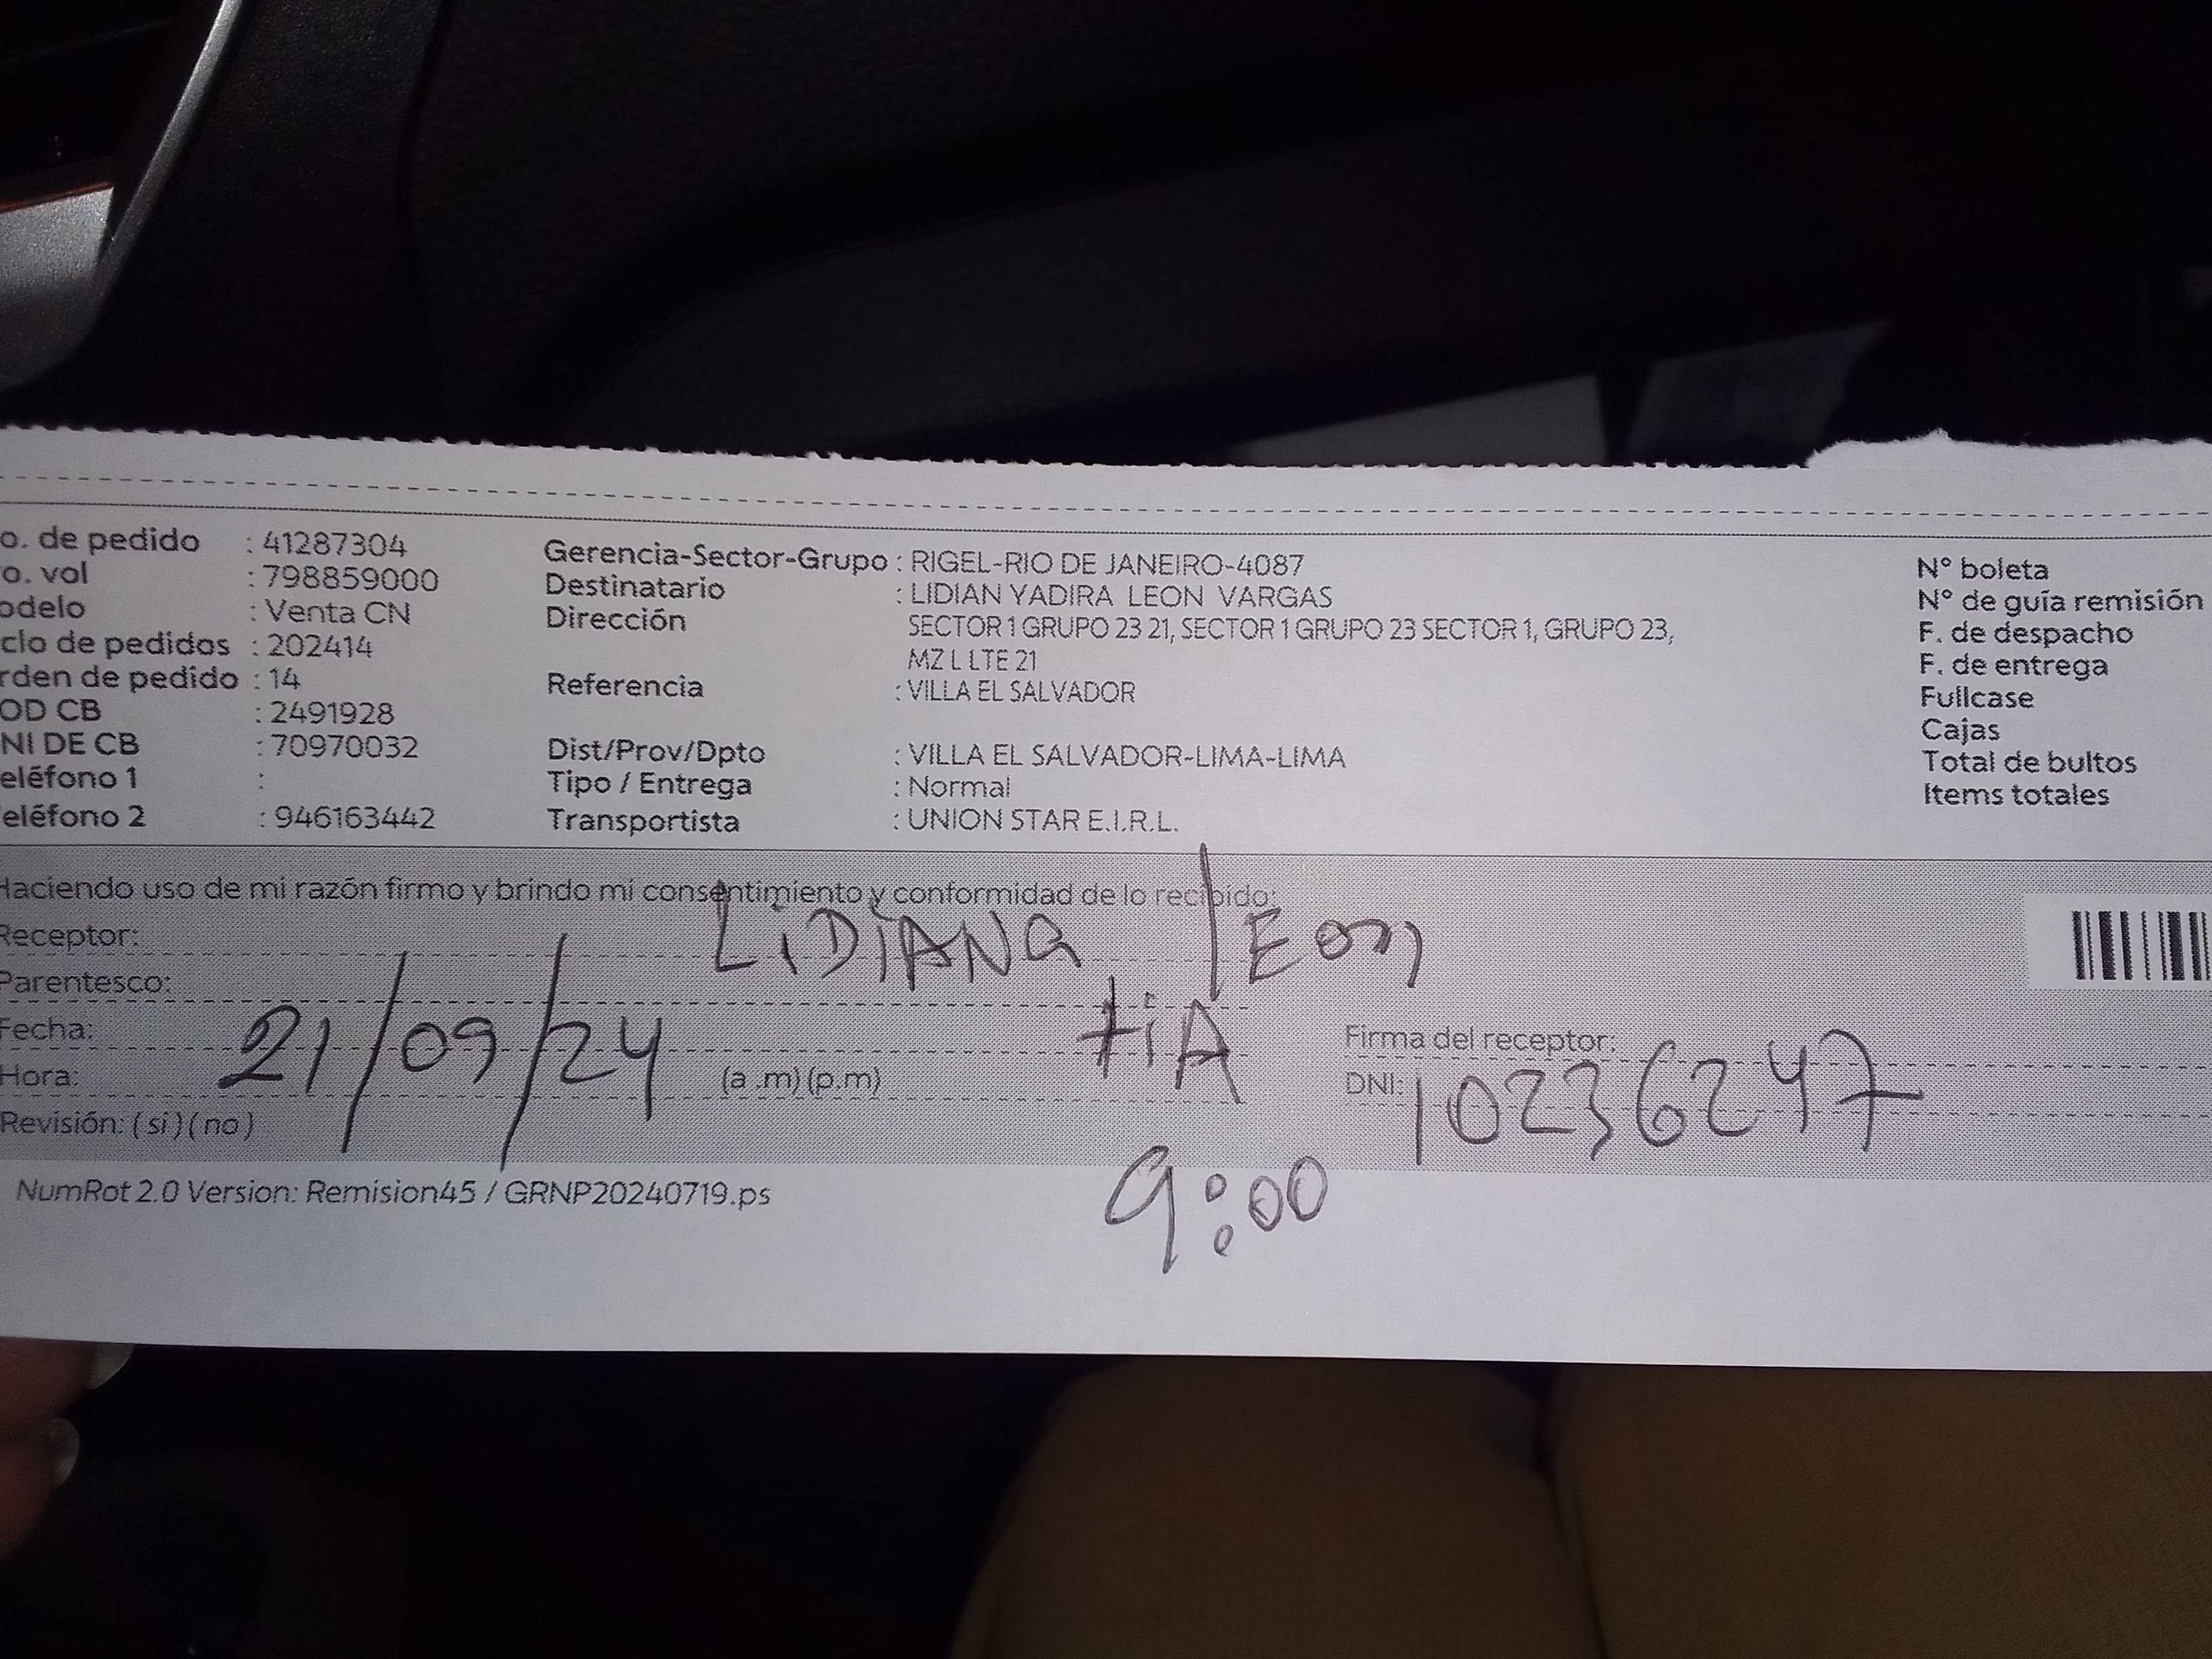 o. de pedido : 41287304
o. vol : 798859000
odelo : Venta CN
clo de pedidos : 202414
rden de pedido : 14
OD CB : 2491928
NI DE CB : 70970032
eléfono 1 :
eléfono 2 : 946163442
Gerencia-Sector-Grupo : RIGEL-RIO DE JANEIRO-4087
Destinatario : LIDIAN YADIRA LEON VARGAS
Dirección SECTOR 1 GRUPO 23 21, SECTOR 1 GRUPO 23 SECTOR 1, GRUPO 23,
MZ L LTE 21
Referencia : VILLA EL SALVADOR
Dist/Prov/Dpto : VILLA EL SALVADOR-LIMA-LIMA
Tipo / Entrega : Normal
Transportista : UNION STAR E.I.R.L.
N° boleta
N° de guía remisión
F. de despacho
F. de entrega
Fullcase
Cajas
Total de bultos
Items totales
Haciendo uso de mi razón firmo y brindo mi consentimiento y conformidad de lo recibido:
Receptor: LiDiANa leon
Parentesco: tiA
Fecha: 21/09/24
Firma del receptor:
Hora: (a .m) (p.m)
DNI: 10236247
Revisión: ( si ) ( no )
9:00
NumRot 2.0 Version: Remision45 / GRNP20240719.ps